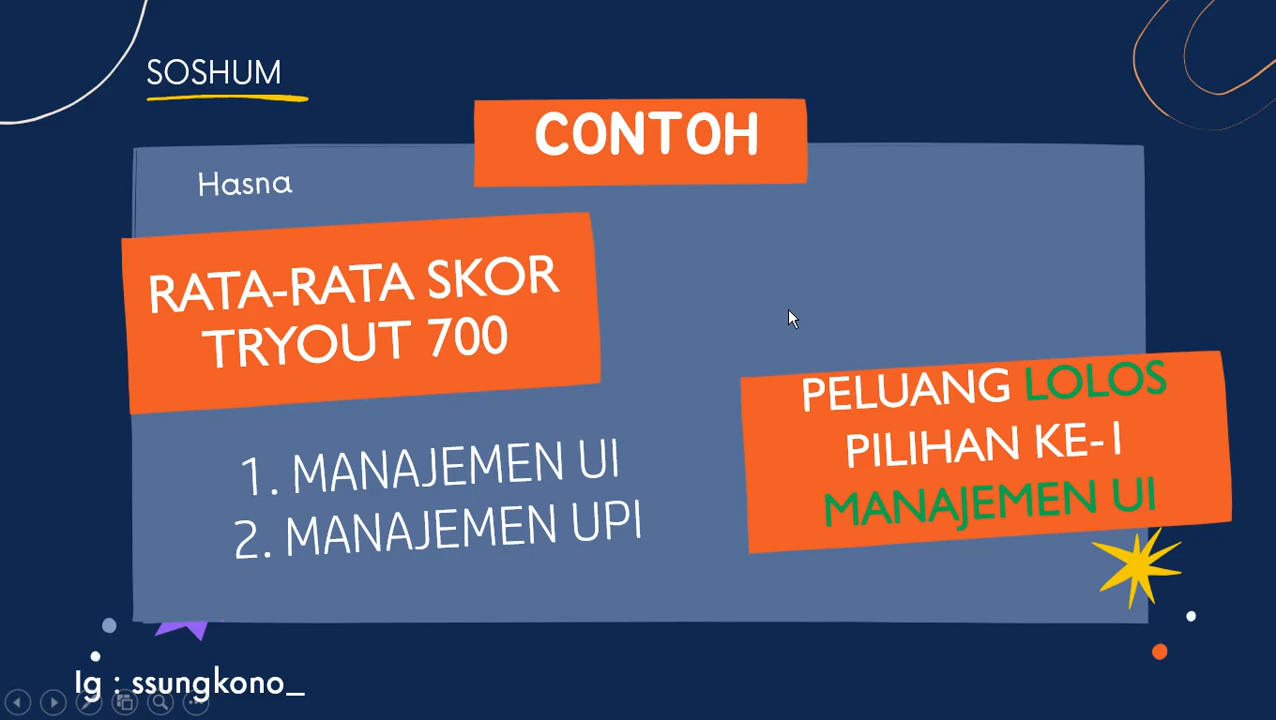 SOSHUM
CONTOH
Hasna
RATA-RATA SKOR
TRYOUT 700
1. MANAJEMEN UI
2. MANAJEMEN UPI
PELUANG LOLOS
PILIHAN KE-1
MANAJEMEN UI
Ig : ssungkono_